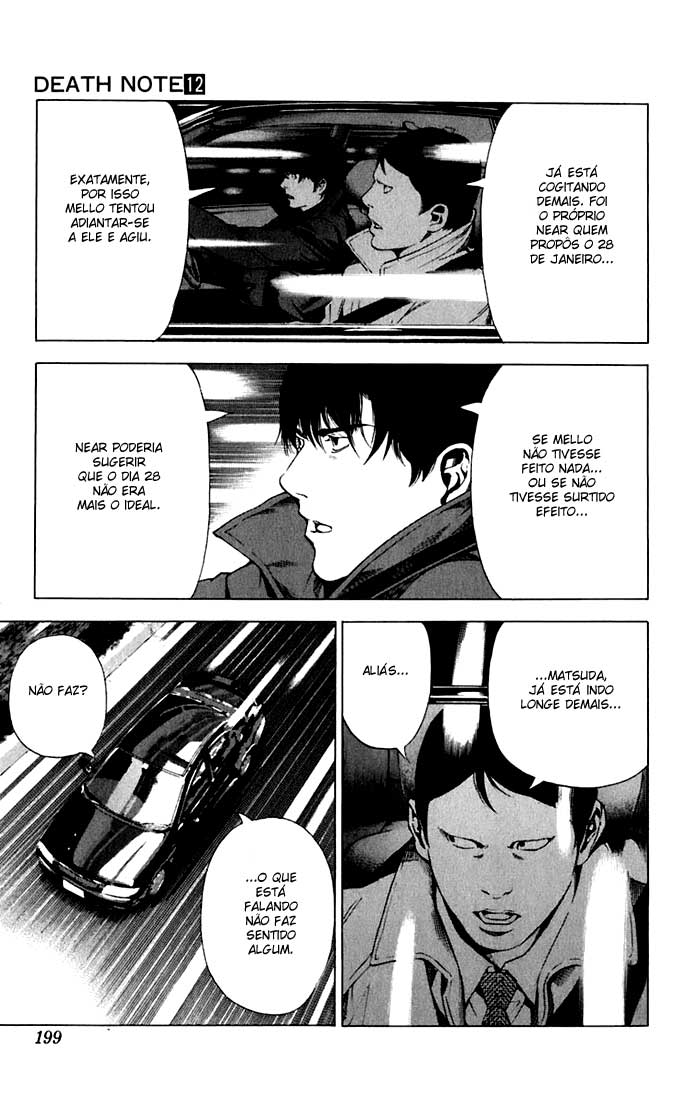 DEATH NOTE 12
JÁ ESTÁ
COGITANDO
DEMAIS. FOI
O PRÓPRIO
NEAR QUEM
PROPÔS O 28
DE JANEIRO...
EXATAMENTE,
POR ISSO
MELLO TENTOU
ADIANTAR-SE
A ELE E AGIU.
SE MELLO
NÃO TIVESSE
FEITO NADA...
OU SE NÃO
TIVESSE SURTIDO
EFEITO...
NEAR PODERIA
SUGERIR
QUE O DIA 28
NÃO ERA
MAIS O IDEAL.
...MATSUDA,
JÁ ESTÁ INDO
LONGE DEMAIS...
ALIÁS...
NÃO FAZ?
...O QUE
ESTÁ
FALANDO
NÃO FAZ
SENTIDO
ALGUM.
199